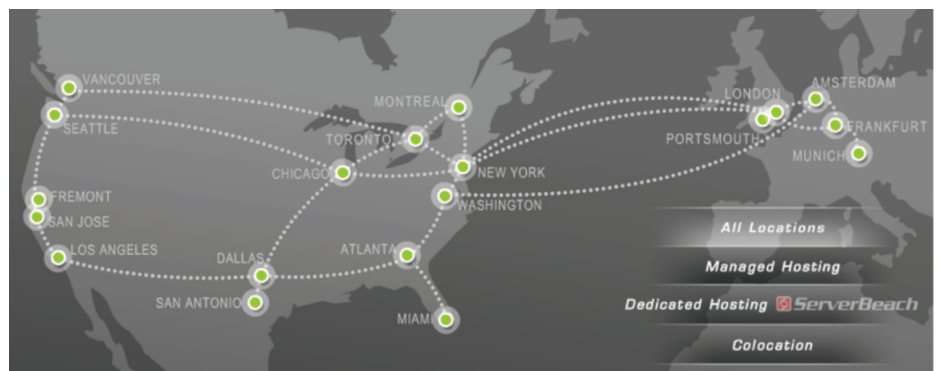 VANCOUVER
SEATTLE
FREMONT
SAN JOSE
LOS ANGELES
MONTREAL
TORONTO
CHICAGO
NEW YORK
WASHINGTON
DALLAS
ATLANTA
SAN ANTONIO
MIAMI
LONDON
AMSTERDAM
PORTSMOUTH
FRANKFURT
MUNICH
All Locations
Managed Hosting
Dedicated Hosting ServerBeach
Colocation